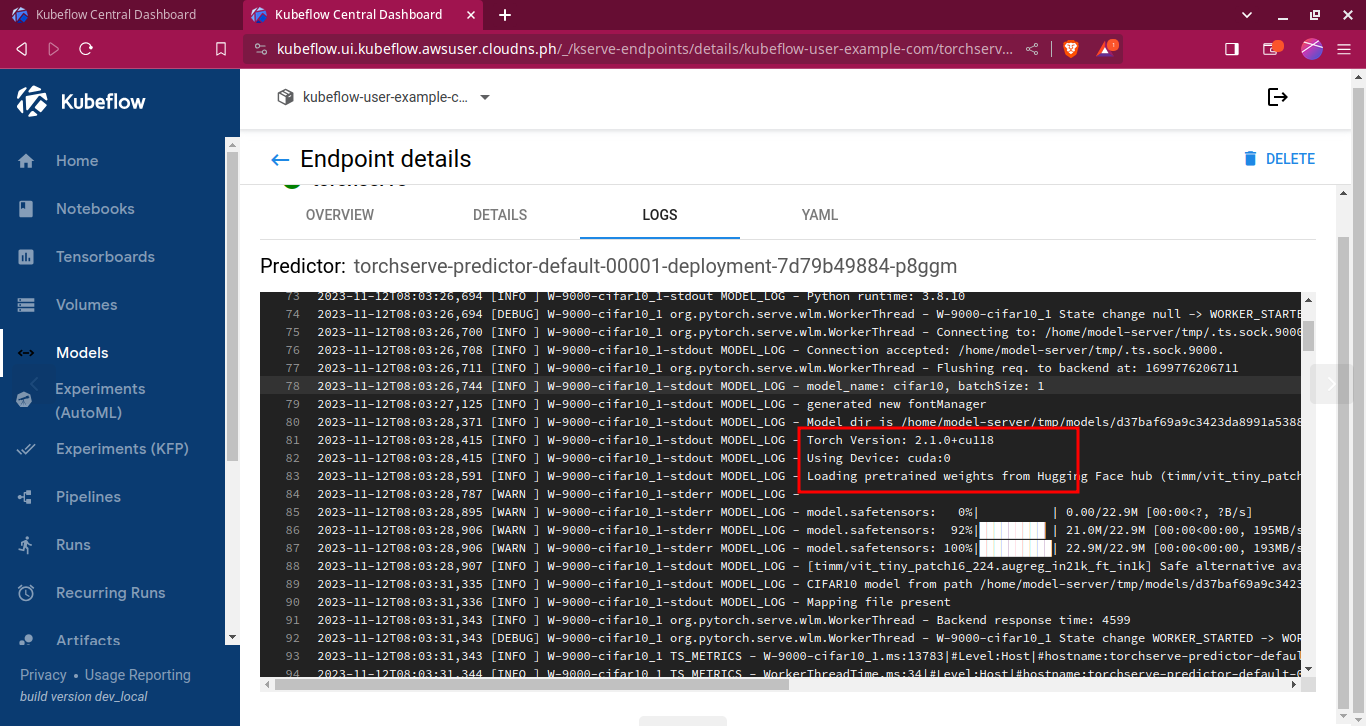 Kubeflow Central Dashboard
Kubeflow Central Dashboard
kubeflow.ui.kubeflow.awsuser.cloudns.ph/_/kserve-endpoints/details/kubeflow-user-example-com/torchserv...
1
Kubeflow
kubeflow-user-example-c...
Home
Notebooks
Tensorboards
Volumes
Models
Experiments
(AutoML)
Experiments (KFP)
Pipelines
Runs
Recurring Runs
Artifacts
Privacy • Usage Reporting
build version dev_local
Endpoint details
DELETE
torchserve
OVERVIEW
DETAILS
LOGS
YAML
Predictor: torchserve-predictor-default-00001-deployment-7d79b49884-p8ggm
73 2023-11-12T08:03:26,694 [INFO ] W-9000-cifar10_1-stdout MODEL_LOG - Python runtime: 3.8.10
74 2023-11-12T08:03:26,694 [DEBUG] W-9000-cifar10_1 org.pytorch.serve.wlm.WorkerThread - W-9000-cifar10_1 State change null -> WORKER_STARTE
75 2023-11-12T08:03:26,700 [INFO ] W-9000-cifar10_1 org.pytorch.serve.wlm.WorkerThread - Connecting to: /home/model-server/tmp/.ts.sock.9000
76 2023-11-12T08:03:26,708 [INFO ] W-9000-cifar10_1-stdout MODEL_LOG - Connection accepted: /home/model-server/tmp/.ts.sock.9000.
77 2023-11-12T08:03:26,711 [INFO ] W-9000-cifar10_1 org.pytorch.serve.wlm.WorkerThread - Flushing req. to backend at: 1699776206711
78 2023-11-12T08:03:26,744 [INFO ] W-9000-cifar10_1-stdout MODEL_LOG - model_name: cifar10, batchSize: 1
79 2023-11-12T08:03:27,125 [INFO ] W-9000-cifar10_1-stdout MODEL_LOG - generated new fontManager
80 2023-11-12T08:03:28,371 [INFO ] W-9000-cifar10_1-stdout MODEL_LOG - Model dir is /home/model-server/tmp/models/d37baf69a9c3423da8991a5388
81 2023-11-12T08:03:28,415 [INFO ] W-9000-cifar10_1-stdout MODEL_LOG - Torch Version: 2.1.0+cu118
82 2023-11-12T08:03:28,415 [INFO ] W-9000-cifar10_1-stdout MODEL_LOG - Using Device: cuda:0
83 2023-11-12T08:03:28,591 [INFO ] W-9000-cifar10_1-stdout MODEL_LOG - Loading pretrained weights from Hugging Face hub (timm/vit_tiny_patch
84 2023-11-12T08:03:28,787 [WARN ] W-9000-cifar10_1-stderr MODEL_LOG -
85 2023-11-12T08:03:28,895 [WARN ] W-9000-cifar10_1-stderr MODEL_LOG - model.safetensors: 0%| | 0.00/22.9M [00:00<?, ?B/s]
86 2023-11-12T08:03:28,906 [WARN ] W-9000-cifar10_1-stderr MODEL_LOG - model.safetensors: 92%| | 21.0M/22.9M [00:00<00:00, 195MB/s
87 2023-11-12T08:03:28,906 [WARN ] W-9000-cifar10_1-stderr MODEL_LOG - model.safetensors: 100%| | 22.9M/22.9M [00:00<00:00, 193MB/s
88 2023-11-12T08:03:28,907 [INFO ] W-9000-cifar10_1-stdout MODEL_LOG - [timm/vit_tiny_patch16_224.augreg_in21k_ft_in1k] Safe alternative ava
89 2023-11-12T08:03:31,335 [INFO ] W-9000-cifar10_1-stdout MODEL_LOG - CIFAR10 model from path /home/model-server/tmp/models/d37baf69a9c3423
90 2023-11-12T08:03:31,336 [INFO ] W-9000-cifar10_1-stdout MODEL_LOG - Mapping file present
91 2023-11-12T08:03:31,343 [INFO ] W-9000-cifar10_1 org.pytorch.serve.wlm.WorkerThread - Backend response time: 4599
92 2023-11-12T08:03:31,343 [DEBUG] W-9000-cifar10_1 org.pytorch.serve.wlm.WorkerThread - W-9000-cifar10_1 State change WORKER_STARTED -> WOR
93 2023-11-12T08:03:31,343 [INFO ] W-9000-cifar10_1 TS_METRICS - W-9000-cifar10_1.ms:13783|#Level:Host|#hostname:torchserve-predictor-defaul
94 2023-11-12T08:03:31,344 [INFO ] W-9000-cifar10_1 TS_METRICS - WorkerThreadTime.ms:34|#Level:Host|#hostname:torchserve-predictor-default-0